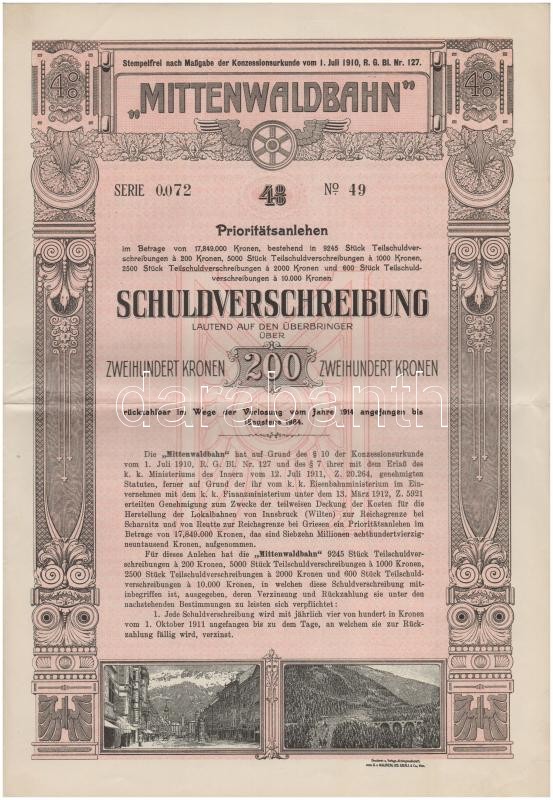 Stempelfrei nach Maßgabe der Konzessionsurkunde vom 1. Juli 1910, R. G. Bl. Nr. 127.
4%
4%
„MITTENWALDBAHN”
SERIE 0.072
4%
No 49
Prioritätsanlehen
im Betrage von 17,849.000 Kronen, bestehend in 9245 Stück Teilschuldver-
schreibungen à 200 Kronen, 5000 Stück Teilschuldverschreibungen à 1000 Kronen,
2500 Stück Teilschuldverschreibungen à 2000 Kronen und 600 Stück Teilschuld-
verschreibungen à 10.000 Kronen.
SCHULDVERSCHREIBUNG
LAUTEND AUF DEN ÜBERBRINGER
ÜBER
ZWEIHUNDERT KRONEN 200 ZWEIHUNDERT KRONEN
darabanth
rückzahlbar im Wege der Verlosung vom Jahre 1914 angefangen bis
längstens 1984.
Die „Mittenwaldbahn" hat auf Grund des § 10 der Konzessionsurkunde
vom 1. Juli 1910, R. G. Bl. Nr. 127 und des § 7 ihrer mit dem Erlaß des
k. k. Ministeriums des Innern vom 12. Juli 1911, Z. 20.264, genehmigten
Statuten, ferner auf Grund der ihr vom k. k. Eisenbahnministerium im Ein-
vernehmen mit dem k. k. Finanzministerium unter dem 13. März 1912, Z. 5921
erteilten Genehmigung zum Zwecke der teilweisen Deckung der Kosten für die
Herstellung der Lokalbahnen von Innsbruck (Wilten) zur Reichsgrenze bei
Scharnitz und von Reutte zur Reichsgrenze bei Griesen ein Prioritätsanlehen im
Betrage von 17,849.000 Kronen, das sind Siebzehn Millionen achthundertvierzig-
neuntausend Kronen, aufgenommen.
Für dieses Anlehen hat die „Mittenwaldbahn" 9245 Stück Teilschuldver-
schreibungen à 200 Kronen, 5000 Stück Teilschuldverschreibungen à 1000 Kronen,
2500 Stück Teilschuldverschreibungen à 2000 Kronen und 600 Stück Teilschuld-
verschreibungen à 10.000 Kronen, in welchen diese Schuldverschreibung mit-
inbegriffen ist, ausgegeben, deren Verzinsung und Rückzahlung sie unter den
nachstehenden Bestimmungen zu leisten sich verpflichtet:
1. Jede Schuldverschreibung wird mit jährlich vier von hundert in Kronen
vom 1. Oktober 1911 angefangen bis zu dem Tage, an welchem sie zur Rück-
zahlung fällig wird, verzinst.